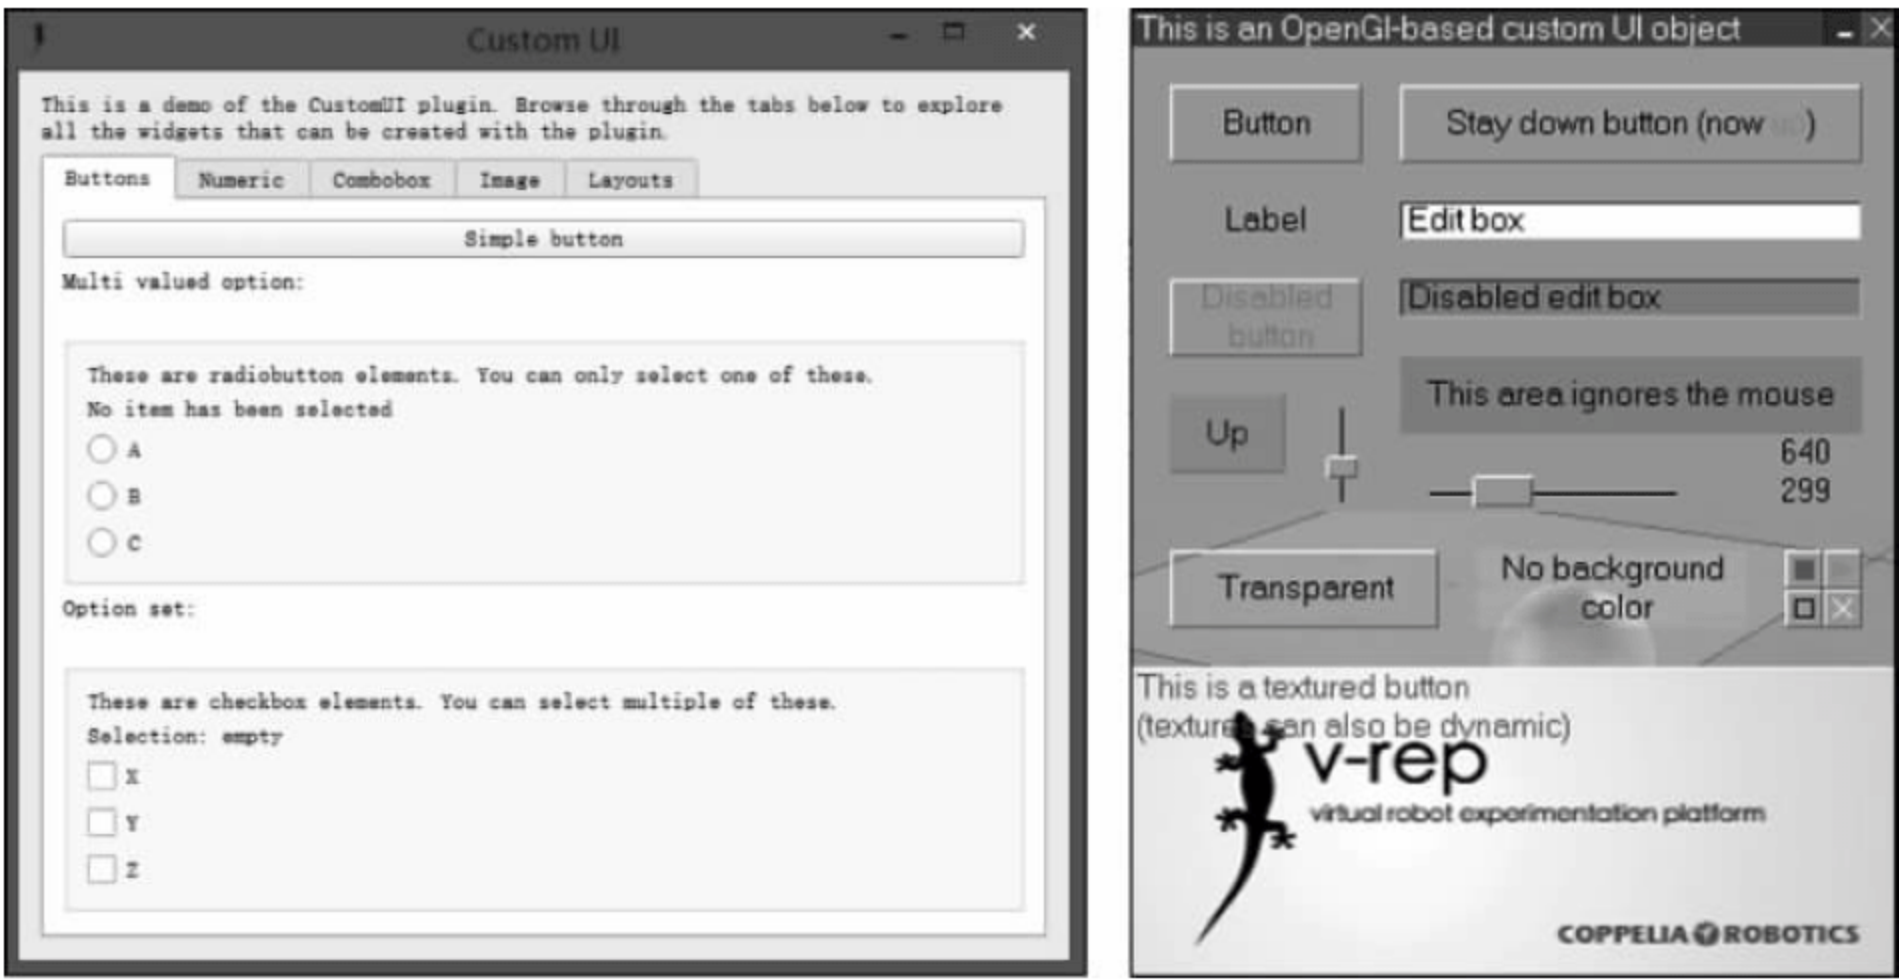 Custom UI
This is a demo of the CustomUI plugin. Browse through the tabs below to explore
all the widgets that can be created with the plugin.
Buttons Numeric Combobox Image Layouts
Simple button
Multi valued option:
These are radiobutton elements. You can only select one of these.
No item has been selected
A
B
C
Option set:
These are checkbox elements. You can select multiple of these.
Selection: empty
X
Y
Z
This is an OpenGl-based custom UI object
Button
Stay down button (now up)
Label
Edit box
Disabled
button
Disabled edit box
This area ignores the mouse
Up
640
299
Transparent
No background
color
This is a textured button
(textures can also be dynamic)
v-rep
virtual robot experimentation platform
COPPELIA ROBOTICS